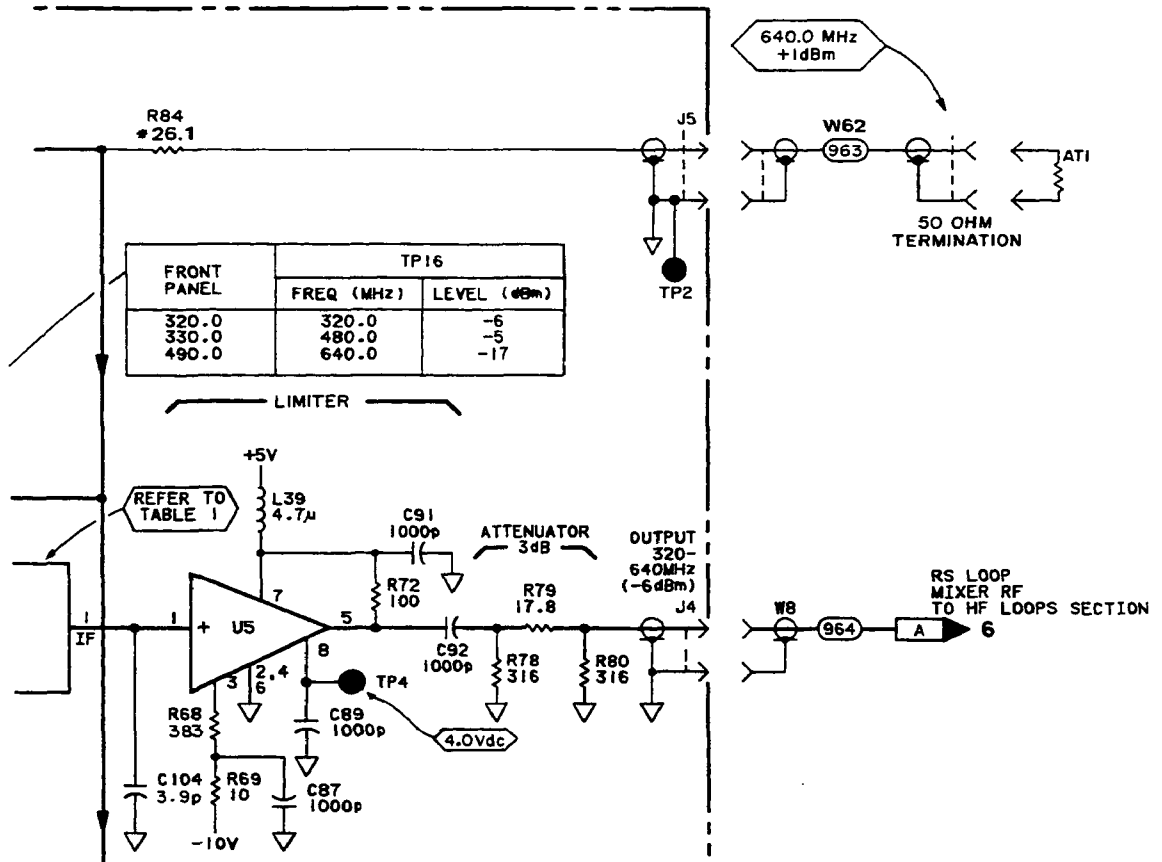 640.0 MHz
+1dBm
R84
*26.1
J5
W62
963
AT1
50 OHM
TERMINATION
TP2
FRONT
PANEL
TP16
FREQ (MHz)
LEVEL (dBm)
320.0 320.0 -6
330.0 480.0 -5
490.0 640.0 -17
LIMITER
+5V
REFER TO
TABLE 1
L39
4.7µ
C91
1000p
ATTENUATOR
3dB
OUTPUT
320-
640MHz
(-6dBm)
R72
100
R79
17.8
J4
W8
RS LOOP
MIXER RF
TO HF LOOPS SECTION
7
1
IF
1
+
U5
5
964
A
6
8
C92
1000p
R78
316
R80
316
3
2,4
6
TP4
R68
383
C89
1000p
4.0Vdc
C104
3.9p
R69
10
C87
1000p
-10V